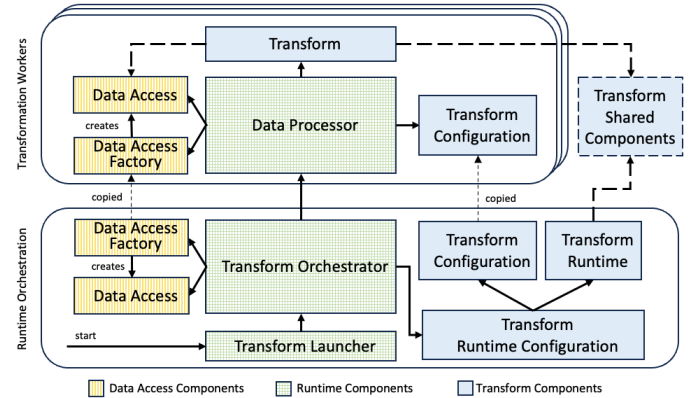 Transformation Workers
Transform
Data Access
creates
Data Access
Factory
Data Processor
Transform
Configuration
Transform
Shared
Components
copied
copied
Runtime Orchestration
Data Access
Factory
creates
Data Access
Transform Orchestrator
Transform
Configuration
Transform
Runtime
start
Transform Launcher
Transform
Runtime Configuration
Data Access Components
Runtime Components
Transform Components